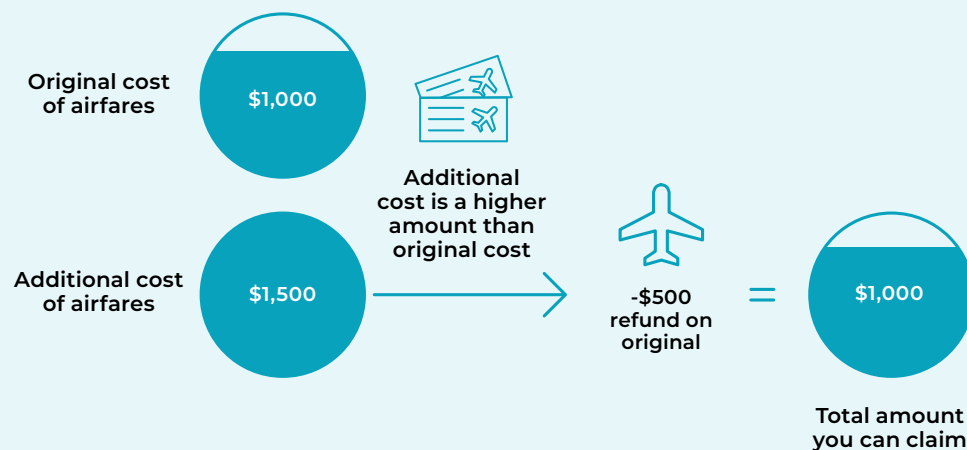 Original cost
of airfares
$1,000
Additional
cost is a higher
amount than
original cost
Additional cost
of airfares
$1,500
-$500
refund on
original
=
$1,000
Total amount
you can claim